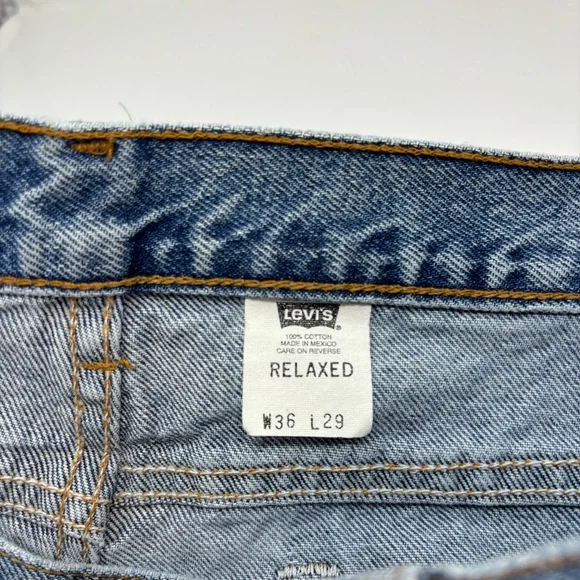 LEVI'S ®
100% COTTON
MADE IN MEXICO
CARE ON REVERSE
RELAXED
W36 L29